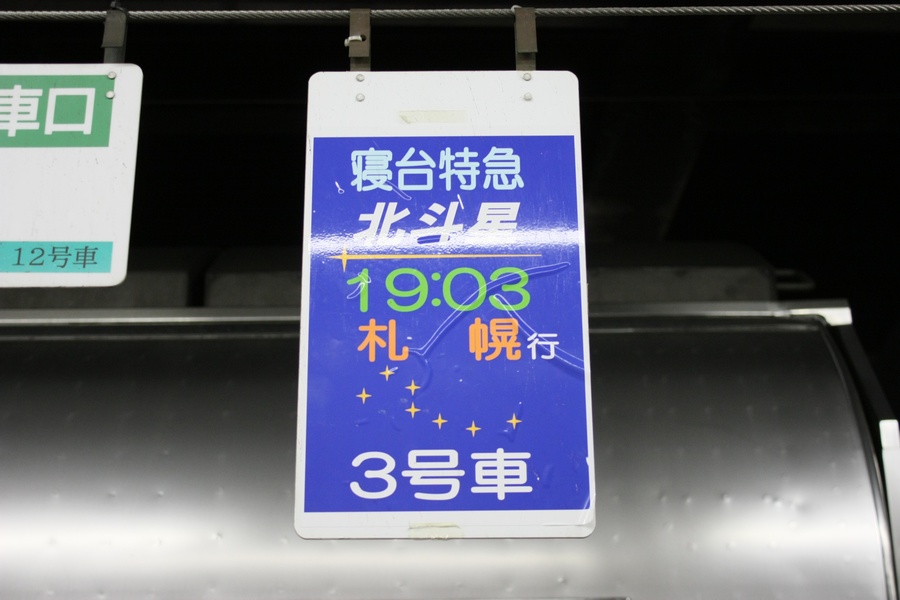 車口
12号車
寝台特急
北斗星
19:03
札幌行
3号車